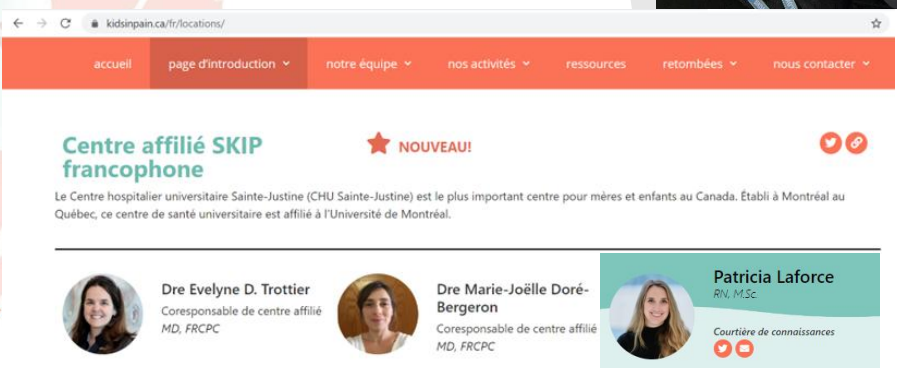 kidsinpain.ca/fr/locations/
accueil page d'introduction notre équipe nos activités ressources retombées nous contacter
Centre affilié SKIP
francophone
NOUVEAU!
Le Centre hospitalier universitaire Sainte-Justine (CHU Sainte-Justine) est le plus important centre pour mères et enfants au Canada. Établi à Montréal au
Québec, ce centre de santé universitaire est affilié à l'Université de Montréal.
Dre Evelyne D. Trottier
Coresponsable de centre affilié
MD, FRCPC
Dre Marie-Joëlle Doré-
Bergeron
Coresponsable de centre affilié
MD, FRCPC
Patricia Laforce
RN, M.Sc.
Courtière de connaissances